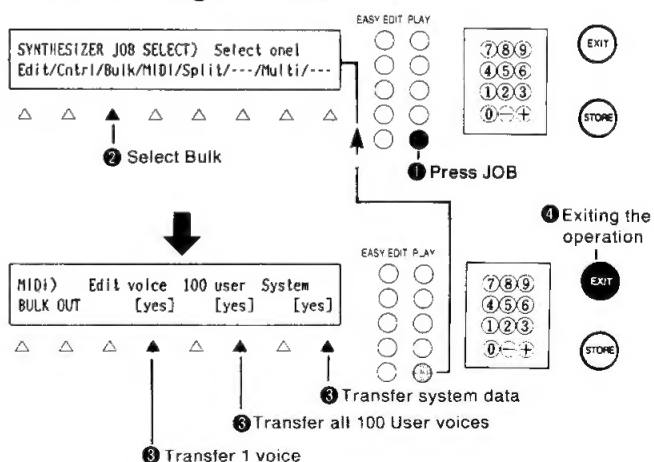 EASY EDIT PLAY
SYNTHESIZER JOB SELECT) Select one!
Edit/Cntrl/Bulk/MIDI/Split/---/Multi/---
7 8 9
4 5 6
1 2 3
0 − +
EXIT
STORE
❷ Select Bulk
❶ Press JOB
❹ Exiting the
operation
EASY EDIT PLAY
MIDI) Edit voice 100 user System
BULK OUT [yes] [yes] [yes]
7 8 9
4 5 6
1 2 3
0 − +
EXIT
STORE
❸ Transfer system data
❸ Transfer all 100 User voices
❸ Transfer 1 voice